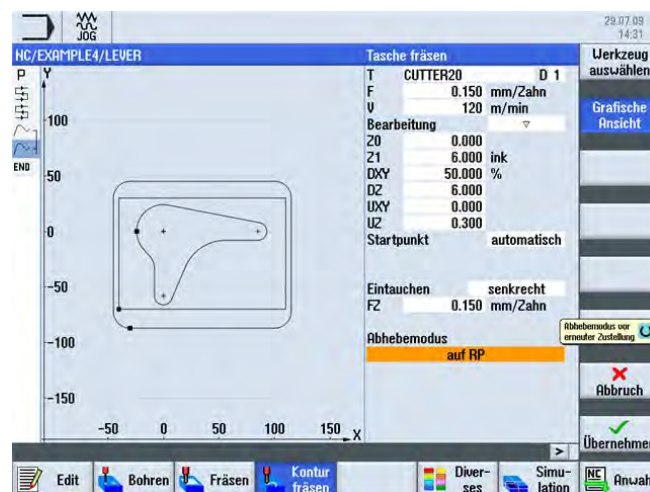 JOG
29.07.09
14:31
NC/EXAMPLE4/LEVER
Tasche fräsen
Werkzeug
auswählen
P
Y
T CUTTER20 D 1
F 0.150 mm/Zahn
V 120 m/min
Grafische
Ansicht
Bearbeitung ▽
Z0 0.000
Z1 6.000 ink
DXY 50.000 %
DZ 6.000
UXY 0.000
UZ 0.300
Startpunkt automatisch
END
100
50
0
-50
-100
-150
-50 0 50 100 150 X
Eintauchen senkrecht
FZ 0.150 mm/Zahn
Abhebemodus vor
erneuter Zustellung
Abhebemodus
auf RP
Abbruch
Übernehmen
>
Edit
Bohren
Fräsen
Kontur
fräsen
Diver-
ses
Simu-
lation
NC
Anwah